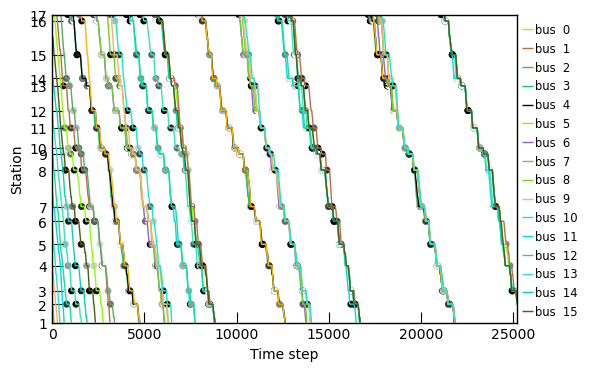 17
16
15
14
13
12
11
10
9
8
7
6
5
4
3
2
1
Station
0 5000 10000 15000 20000 25000
Time step
bus 0
bus 1
bus 2
bus 3
bus 4
bus 5
bus 6
bus 7
bus 8
bus 9
bus 10
bus 11
bus 12
bus 13
bus 14
bus 15